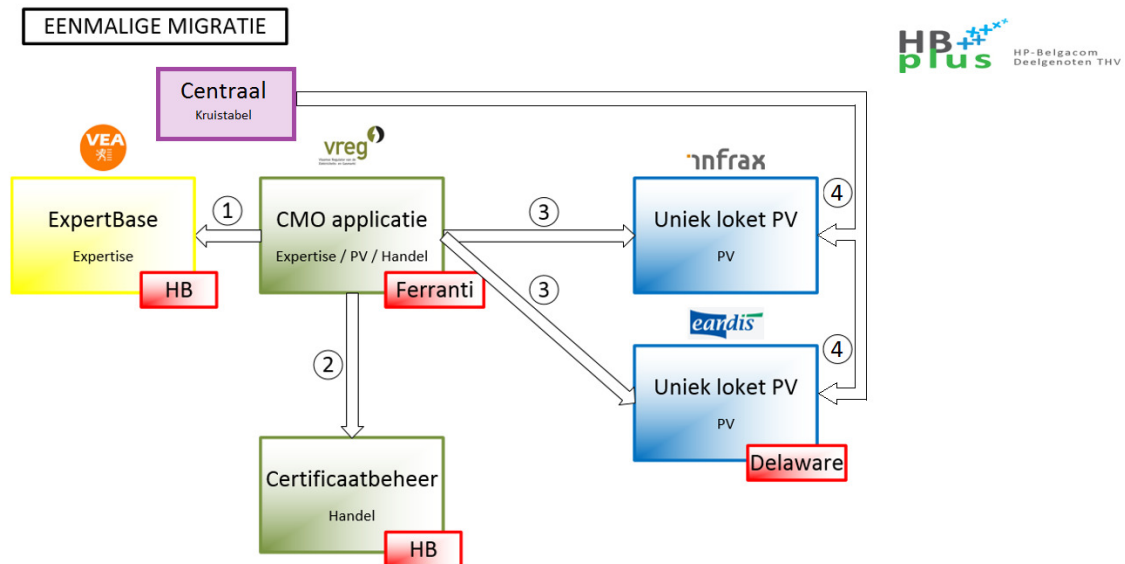 EENMALIGE MIGRATIE
HB
plus
HP-Belgacom
Deelgenoten THV
Centraal
Kruistabel
VEA
vreg
infrax
ExpertBase
Expertise
HB
1
CMO applicatie
Expertise / PV / Handel
Ferranti
3
Uniek loket PV
PV
4
3
eandis
2
Uniek loket PV
PV
Delaware
4
Certificaatbeheer
Handel
HB